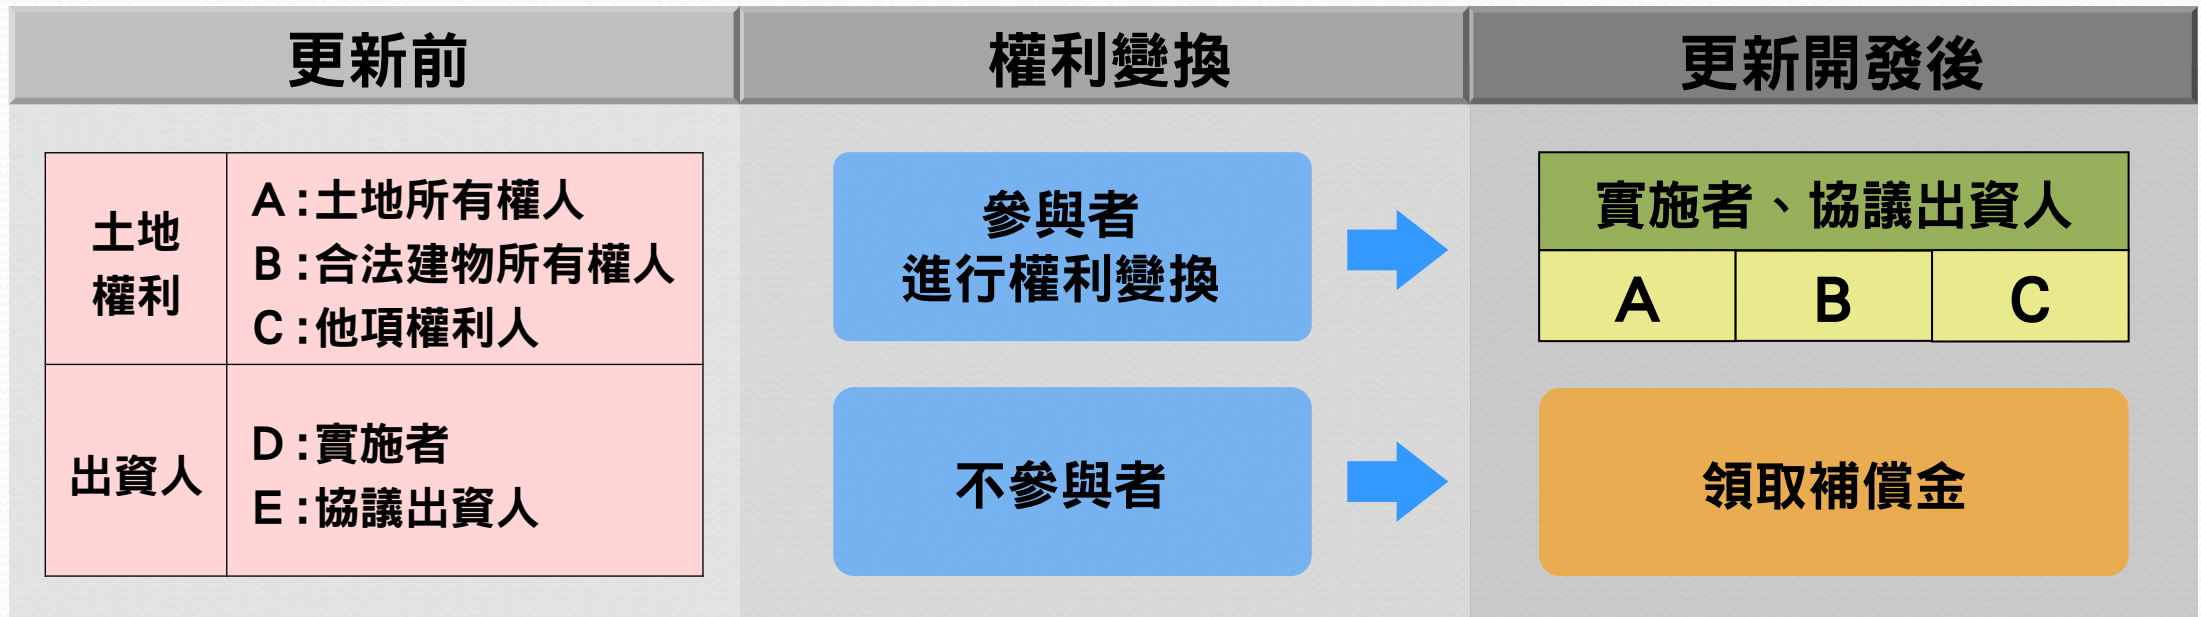 更新前
權利變換
更新開發後
土地
權利
A:土地所有權人
B:合法建物所有權人
C:他項權利人
出資人
D:實施者
E:協議出資人
參與者
進行權利變換
不參與者
實施者、協議出資人
A
B
C
領取補償金